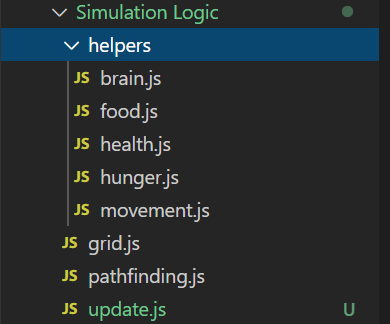 Simulation Logic
helpers
JS brain.js
JS food.js
JS health.js
JS hunger.js
JS movement.js
JS grid.js
JS pathfinding.js
JS update.js U